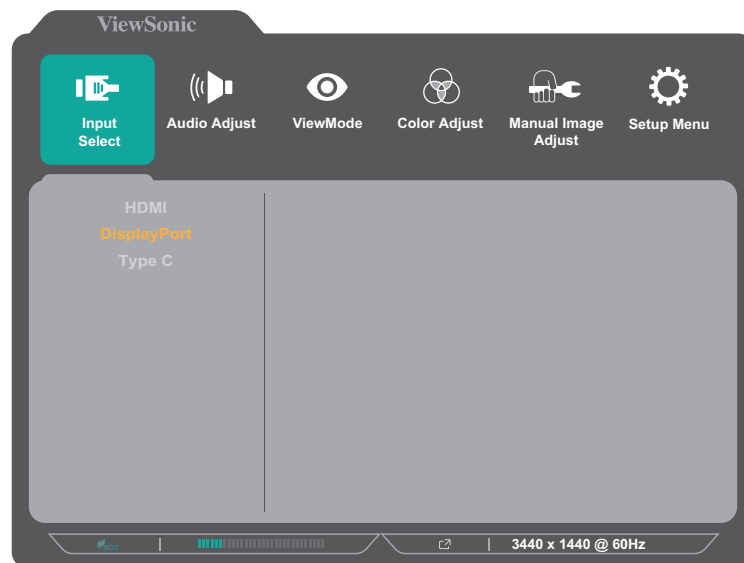 ViewSonic
Input Select
Audio Adjust
ViewMode
Color Adjust
Manual Image Adjust
Setup Menu
HDMI
DisplayPort
Type C
eco
3440 x 1440 @ 60Hz